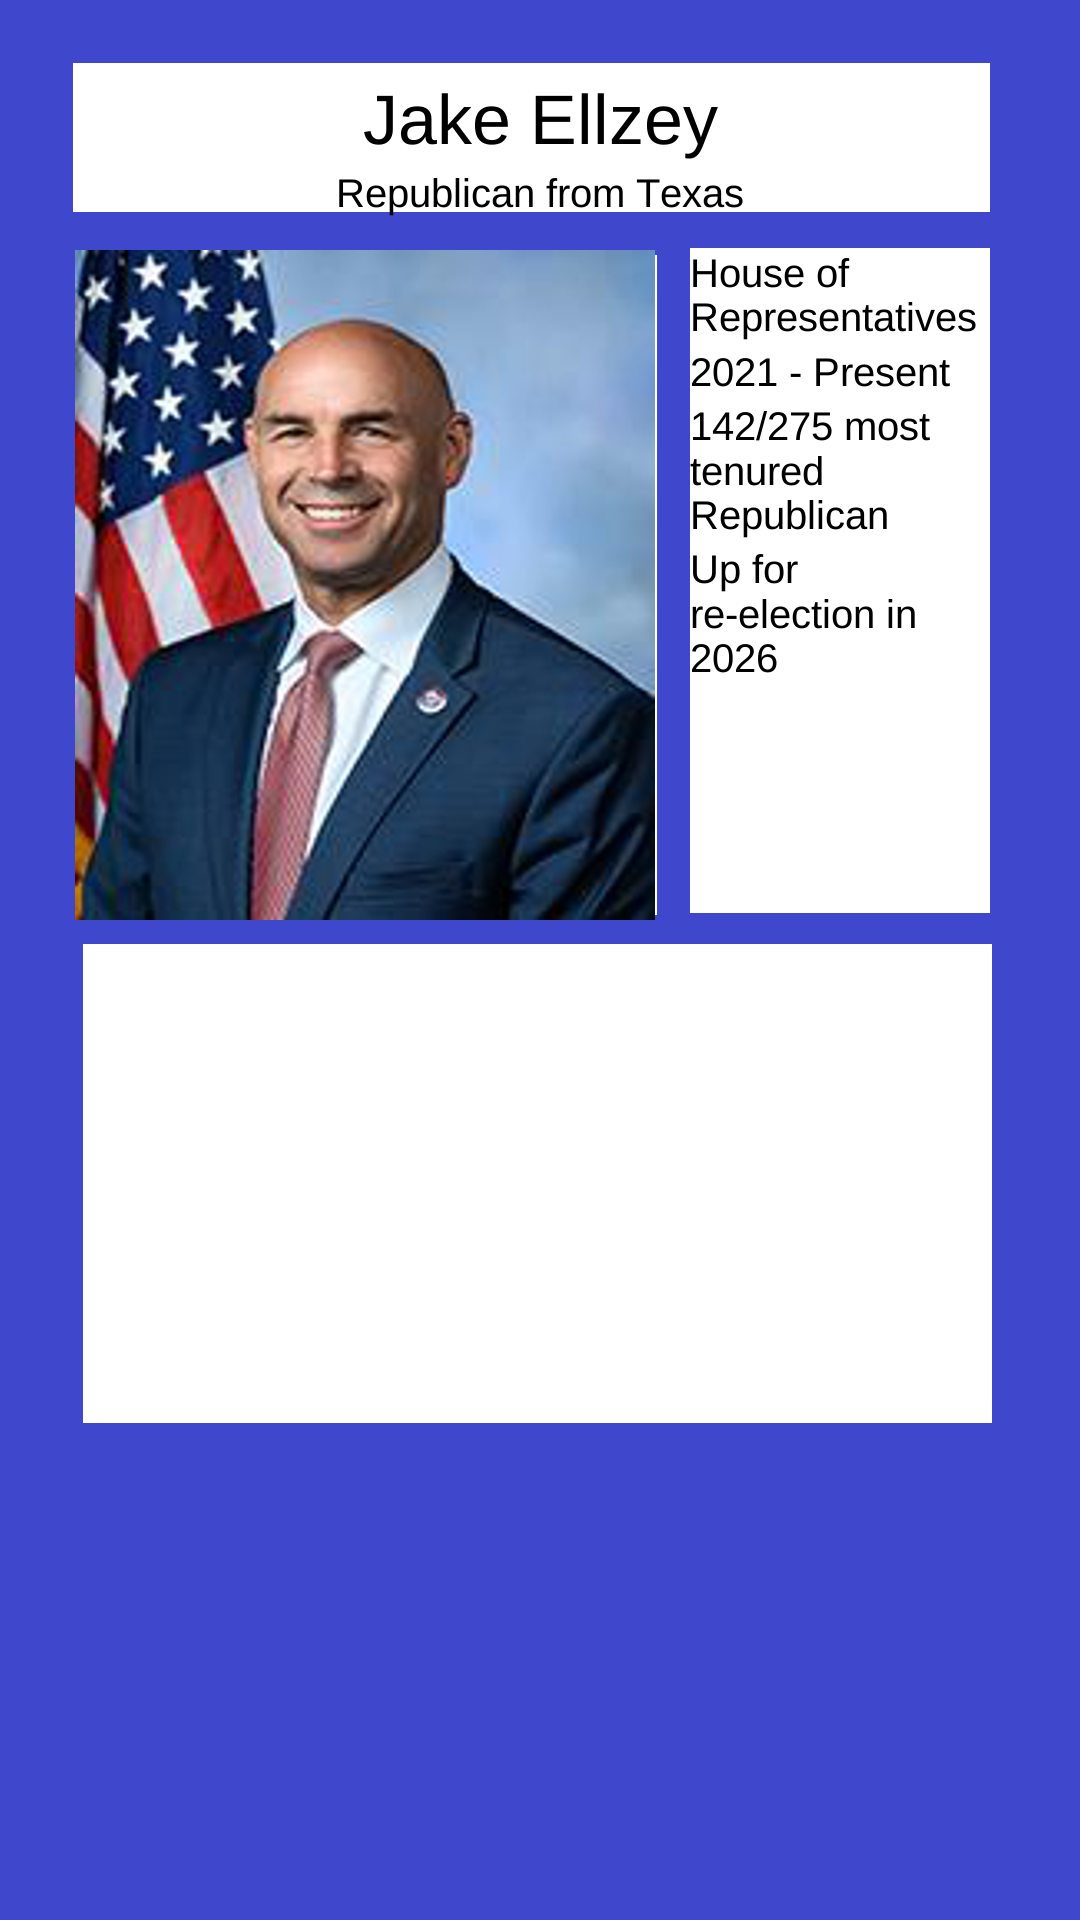 Jake Ellzey
Republican from Texas
House of
Representatives
2021 - Present
142/275 most
tenured
Republican
Up for
re-election in
2026